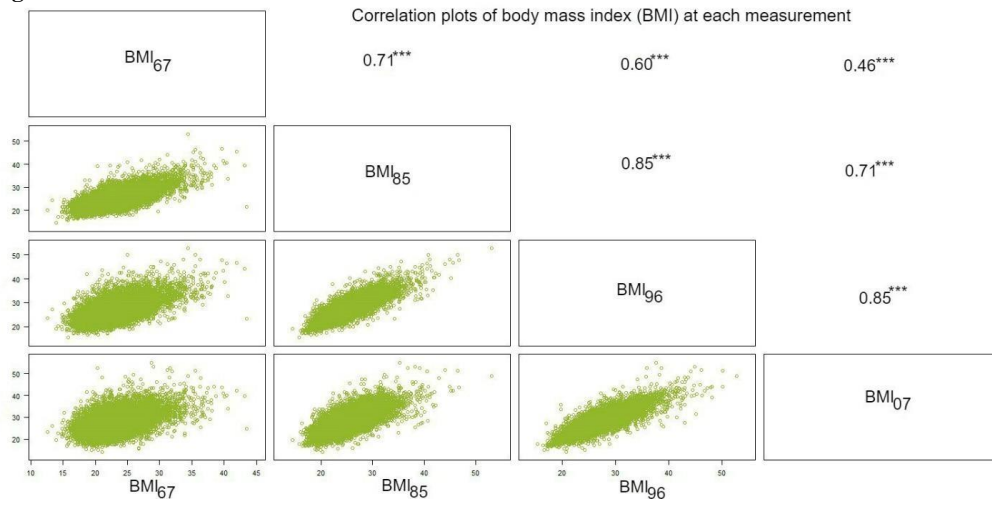 Correlation plots of body mass index (BMI) at each measurement
BMI67 0.71*** 0.60*** 0.46***
50
40
30
20
BMI85 0.85*** 0.71***
50
40
30
20
BMI96 0.85***
50
40
30
20
BMI07
10 15 20 25 30 35 40 45 20 30 40 50 20 30 40 50
BMI67 BMI85 BMI96